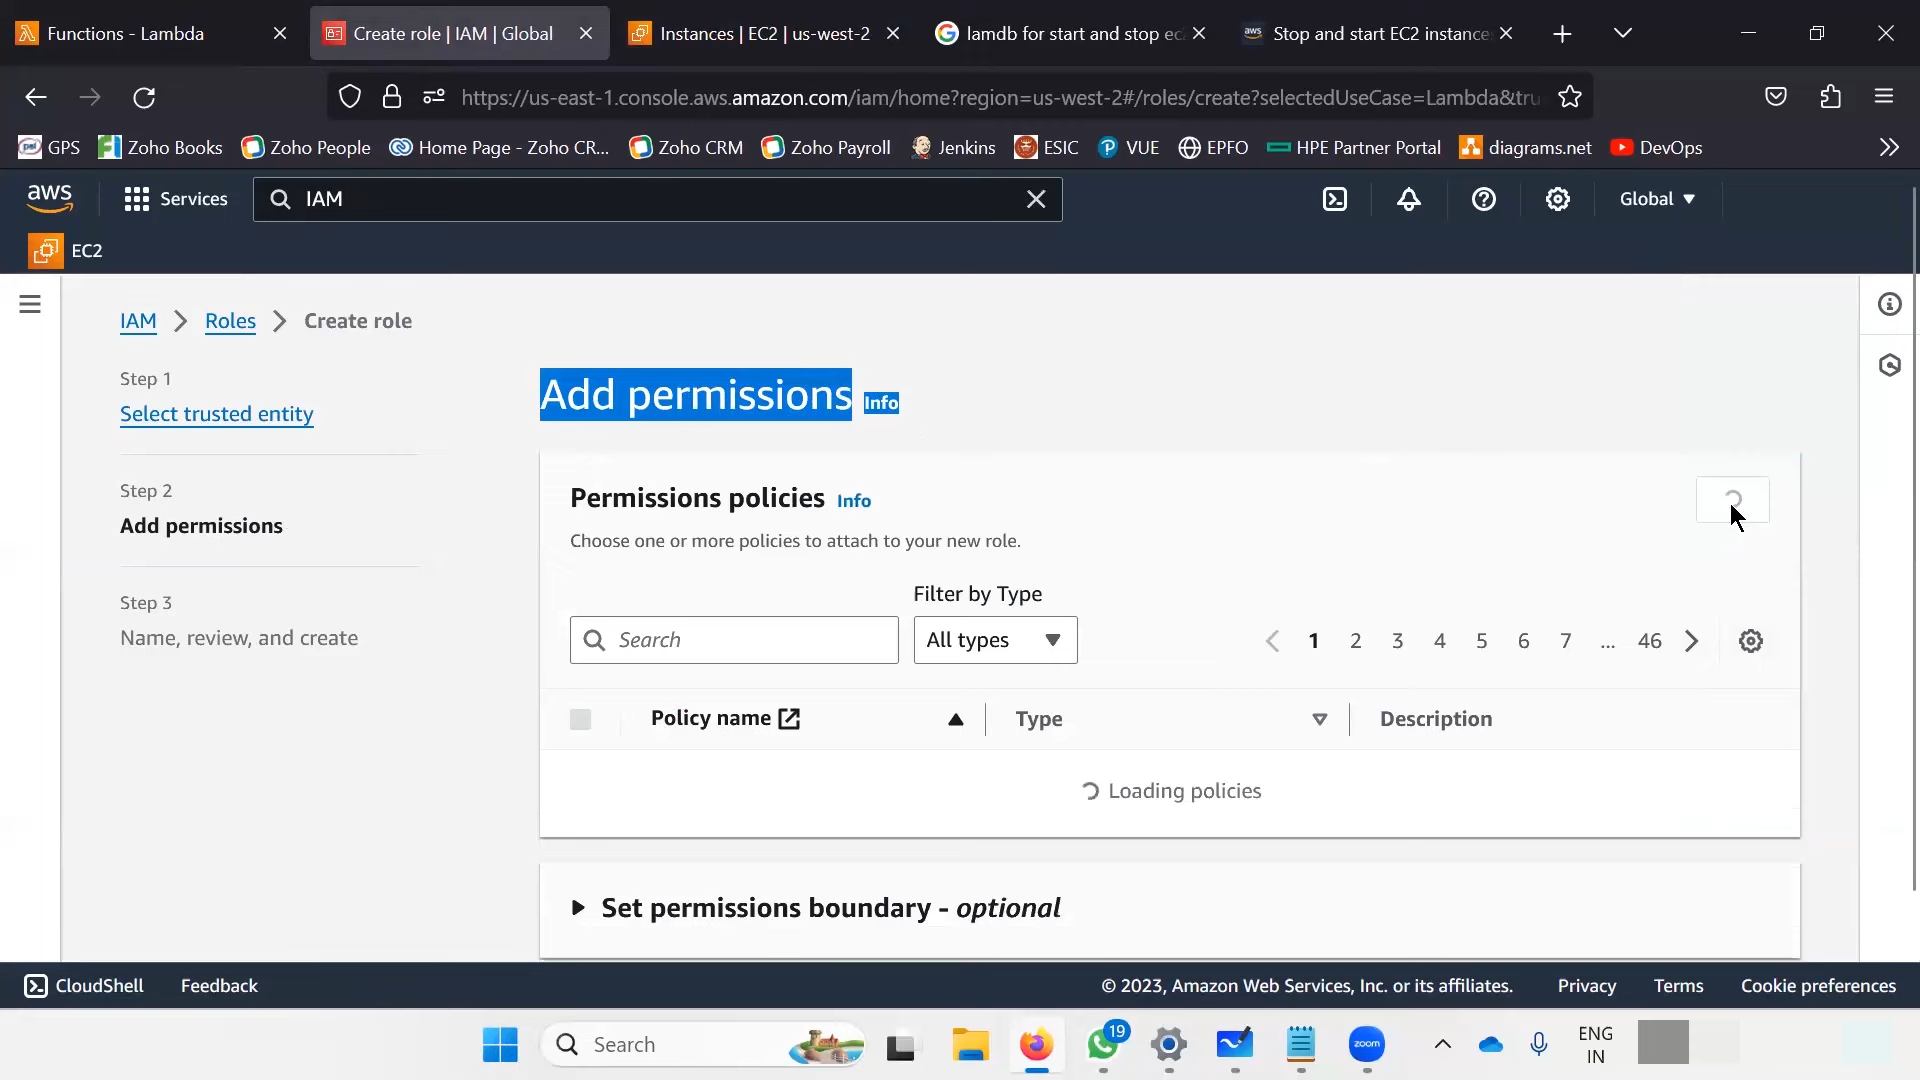 Functions - Lambda
Create role | IAM | Global
Instances | EC2 | us-west-2
lamdb for start and stop ec
Stop and start EC2 instance
https://us-east-1.console.aws.amazon.com/iam/home?region=us-west-2#/roles/create?selectedUseCase=Lambda&tru
GPS
Zoho Books
Zoho People
Home Page - Zoho CR...
Zoho CRM
Zoho Payroll
Jenkins
ESIC
VUE
EPFO
HPE Partner Portal
diagrams.net
DevOps
aws
Services
IAM
Global
EC2
IAM
Roles
Create role
Step 1
Select trusted entity
Step 2
Add permissions
Step 3
Name, review, and create
Add permissions Info
Permissions policies Info
Choose one or more policies to attach to your new role.
Filter by Type
Search
All types
1 2 3 4 5 6 7 ... 46
Policy name
Type
Description
Loading policies
Set permissions boundary - optional
CloudShell
Feedback
© 2023, Amazon Web Services, Inc. or its affiliates.
Privacy
Terms
Cookie preferences
Search
19
zoom
ENG
IN